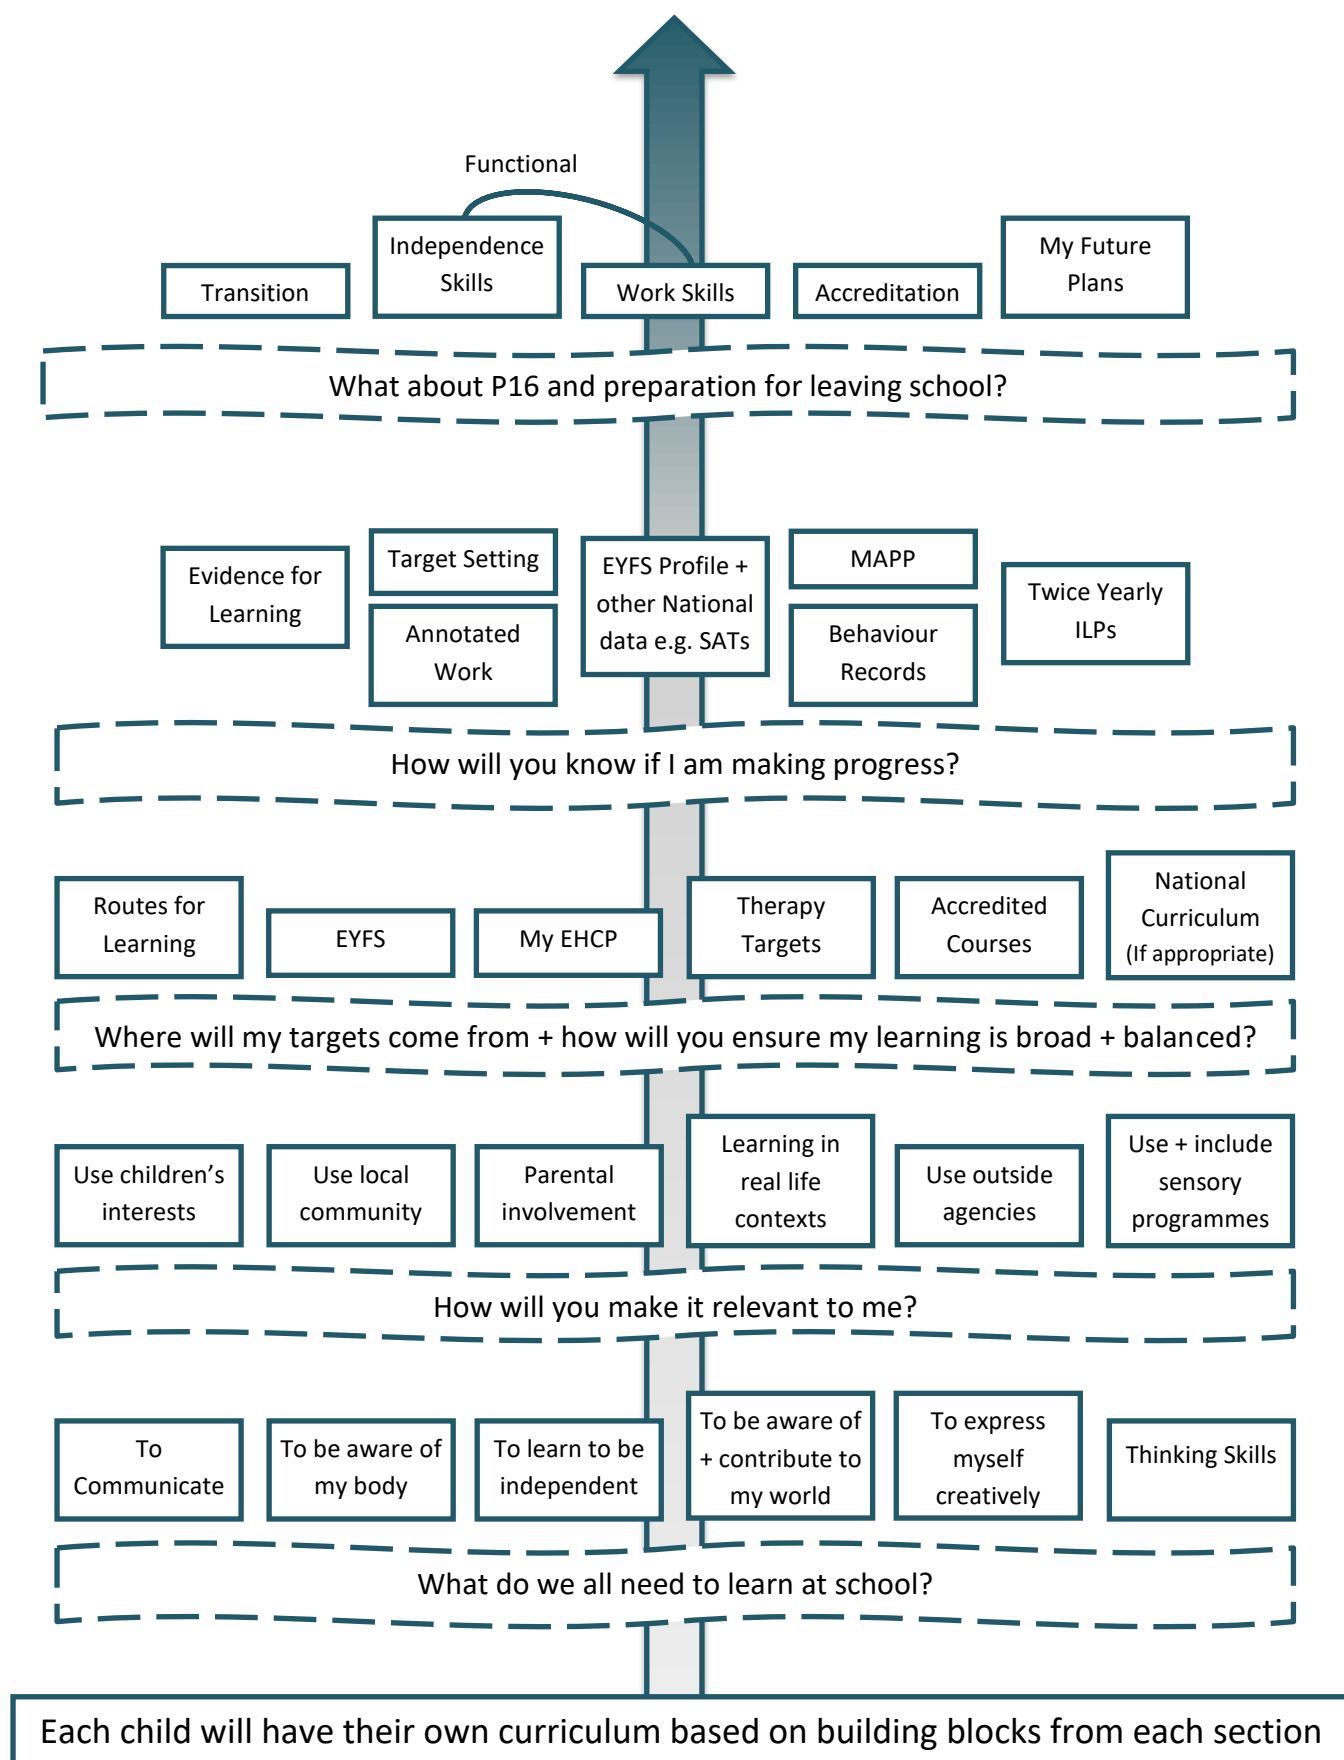 Functional
Independence
Skills
Transition
Work Skills
Accreditation
My Future
Plans
What about P16 and preparation for leaving school?
Evidence for
Learning
Target Setting
Annotated
Work
EYFS Profile +
other National
data e.g. SATs
MAPP
Behaviour
Records
Twice Yearly
ILPs
How will you know if I am making progress?
Routes for
Learning
EYFS
My EHCP
Therapy
Targets
Accredited
Courses
National
Curriculum
(If appropriate)
Where will my targets come from + how will you ensure my learning is broad + balanced?
Use children’s
interests
Use local
community
Parental
involvement
Learning in
real life
contexts
Use outside
agencies
Use + include
sensory
programmes
How will you make it relevant to me?
To
Communicate
To be aware of
my body
To learn to be
independent
To be aware of
+ contribute to
my world
To express
myself
creatively
Thinking Skills
What do we all need to learn at school?
Each child will have their own curriculum based on building blocks from each section